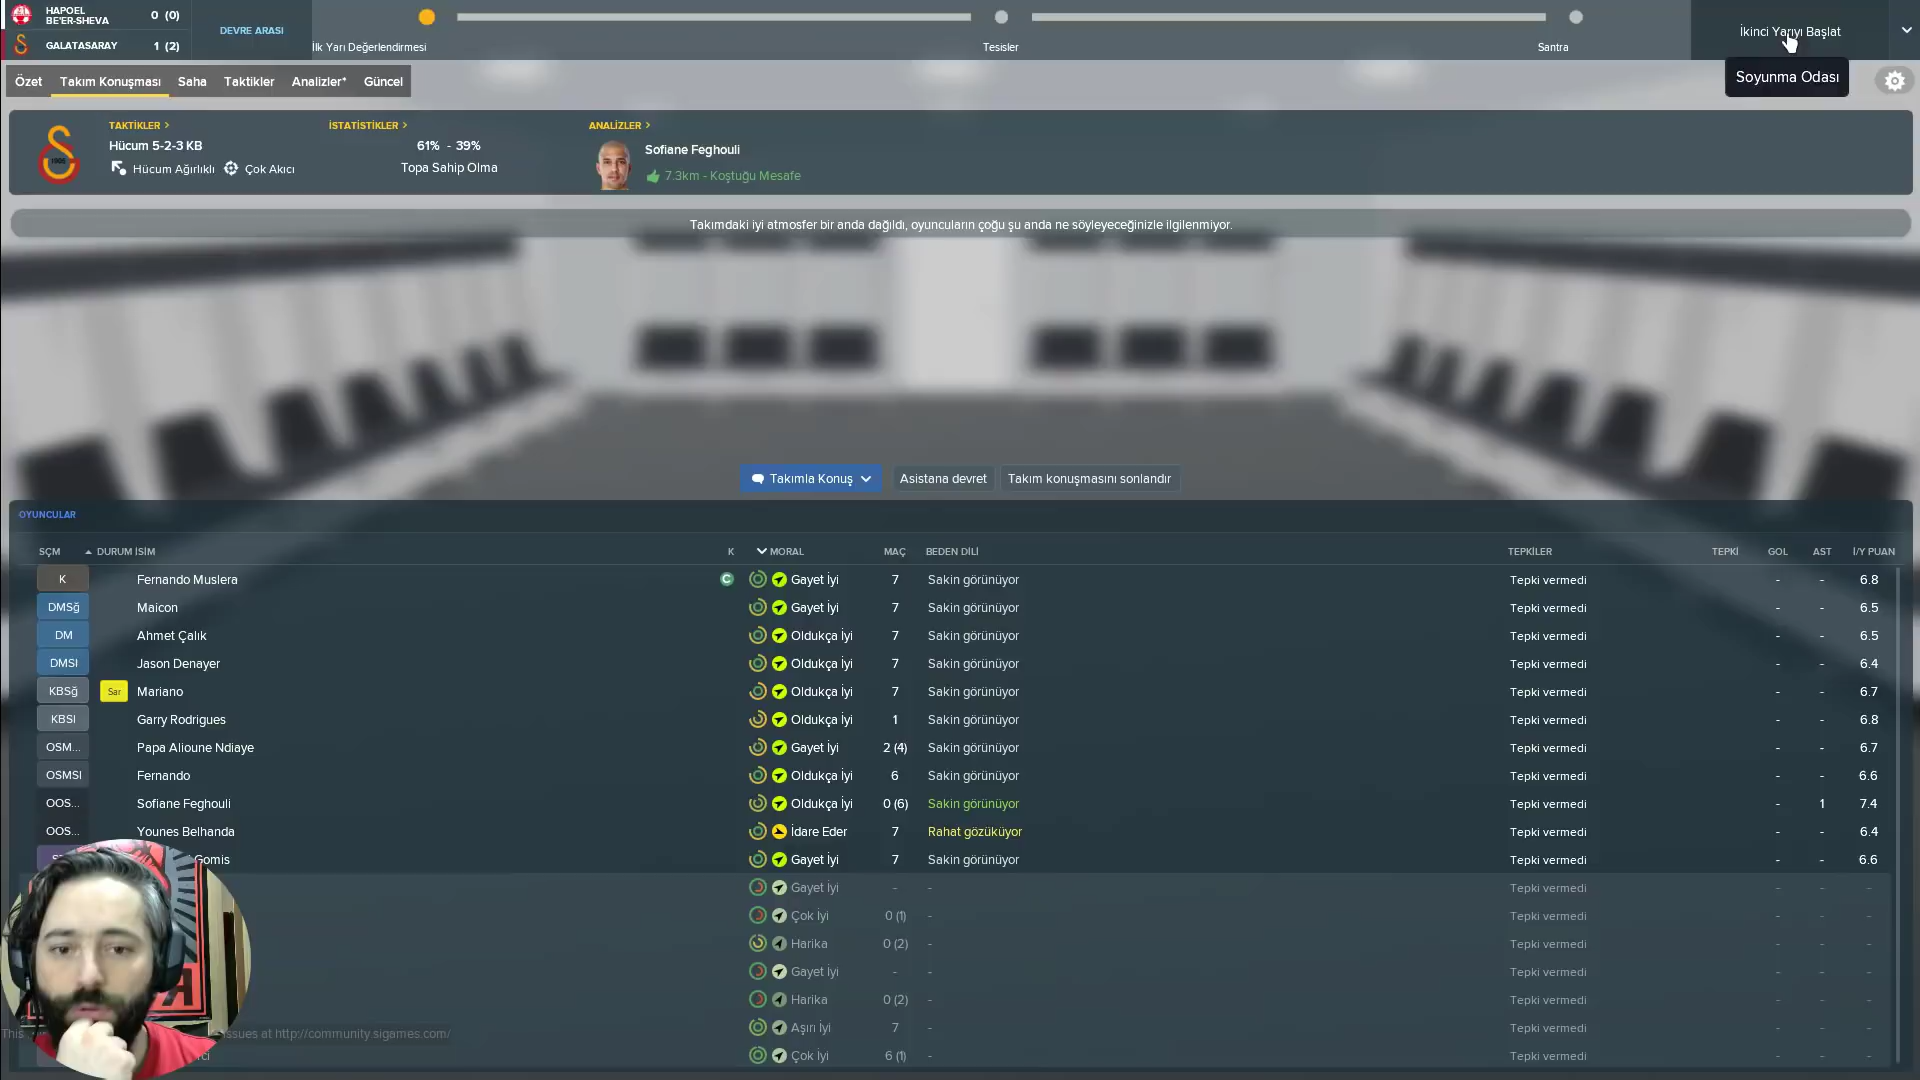 HAPOEL BE'ER-SHEVA 0 (0)
GALATASARAY 1 (2)
DEVRE ARASI
İlk Yarı Değerlendirmesi
Tesisler
Santra
İkinci Yarıyı Başlat
Soyunma Odası
Özet Takım Konuşması Saha Taktikler Analizler* Güncel
TAKTİKLER >
Hücum 5-2-3 KB
Hücum Ağırlıklı Çok Akıcı
İSTATİSTİKLER >
61% - 39%
Topa Sahip Olma
ANALİZLER >
Sofiane Feghouli
7.3km - Koştuğu Mesafe
Takımdaki iyi atmosfer bir anda dağıldı, oyuncuların çoğu şu anda ne söyleyeceğinizle ilgilenmiyor.
Takımla Konuş Asistana devret Takım konuşmasını sonlandır
OYUNCULAR
SÇM DURUM İSİM K MORAL MAÇ BEDEN DİLİ TEPKİLER TEPKİ GOL AST İ/Y PUAN
K Fernando Muslera C Gayet İyi 7 Sakin görünüyor Tepki vermedi - - 6.8
DMSğ Maicon Gayet İyi 7 Sakin görünüyor Tepki vermedi - - 6.5
DM Ahmet Çalık Oldukça İyi 7 Sakin görünüyor Tepki vermedi - - 6.5
DMSl Jason Denayer Oldukça İyi 7 Sakin görünüyor Tepki vermedi - - 6.4
KBSğ Sar Mariano Oldukça İyi 7 Sakin görünüyor Tepki vermedi - - 6.7
KBSl Garry Rodrigues Oldukça İyi 1 Sakin görünüyor Tepki vermedi - - 6.8
OSM... Papa Alioune Ndiaye Gayet İyi 2 (4) Sakin görünüyor Tepki vermedi - - 6.7
OSMSl Fernando Oldukça İyi 6 Sakin görünüyor Tepki vermedi - - 6.6
OOS... Sofiane Feghouli Oldukça İyi 0 (6) Sakin görünüyor Tepki vermedi - 1 7.4
OOS... Younes Belhanda İdare Eder 7 Rahat gözüküyor Tepki vermedi - - 6.4
Gomis Gayet İyi 7 Sakin görünüyor Tepki vermedi - - 6.6
Gayet İyi - - Tepki vermedi - - -
Çok İyi 0 (1) - Tepki vermedi - - -
Harika 0 (2) - Tepki vermedi - - -
Gayet İyi - - Tepki vermedi - - -
Harika 0 (2) - Tepki vermedi - - -
Aşırı İyi 7 - Tepki vermedi - - -
Çok İyi 6 (1) - Tepki vermedi - - -
This issues at http://community.sigames.com/